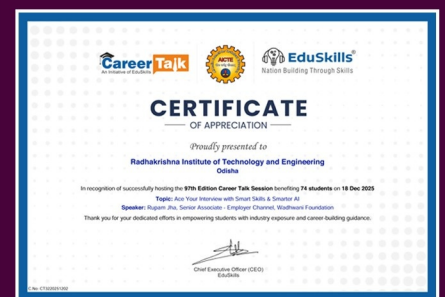 Career Talk
An Initiative of EduSkills
AICTE
EduSkills®
Nation Building Through Skills
CERTIFICATE
OF APPRECIATION
Proudly presented to
Radhakrishna Institute of Technology and Engineering
Odisha
In recognition of successfully hosting the 97th Edition Career Talk Session benefiting 74 students on 18 Dec 2025
Topic: Ace Your Interview with Smart Skills & Smarter AI
Speaker: Rupam Jha, Senior Associate - Employer Channel, Wadhwani Foundation
Thank you for your dedicated efforts in empowering students with industry exposure and career-building guidance.
Chief Executive Officer (CEO)
EduSkills